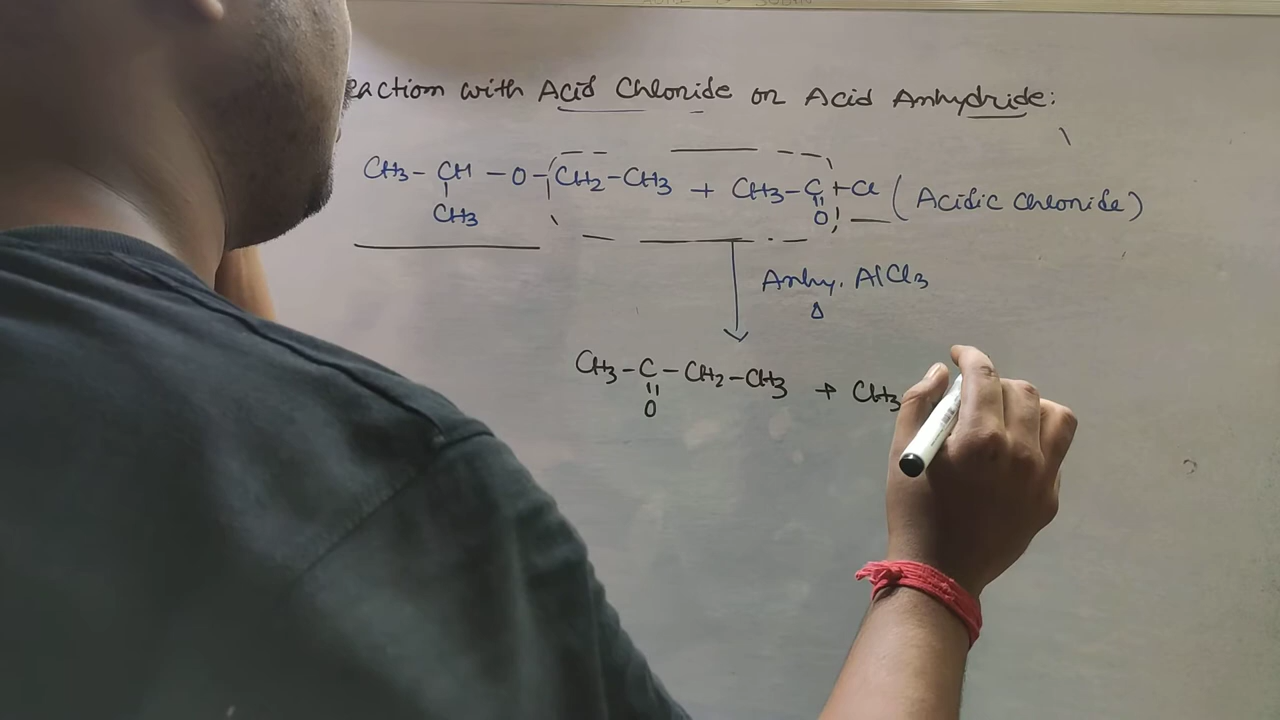 eaction with Acid Chloride or Acid Anhydride:
CH3 - CH - O - CH2 - CH3 + CH3 - C + Cl (Acidic Chloride)
CH3 O
Anhy. AlCl3
Δ
CH3 - C - CH2 - CH3 + CH3
O